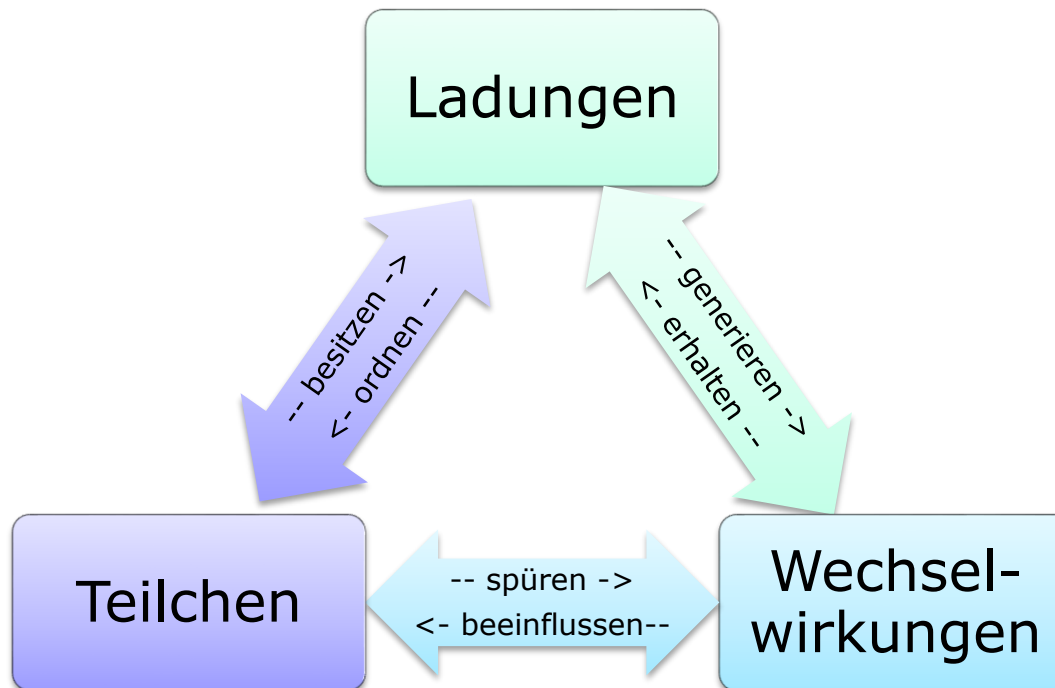 Ladungen
-- besitzen ->
<- ordnen --
-- generieren ->
<- erhalten --
Teilchen
-- spüren ->
<- beeinflussen--
Wechsel-
wirkungen